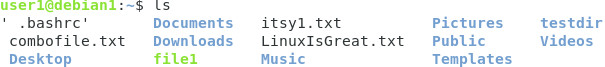 user1@debian1:~$ ls
' .bashrc'    Documents   itsy1.txt         Pictures    testdir
 combofile.txt   Downloads   LinuxIsGreat.txt   Public      Videos
 Desktop      file1       Music             Templates